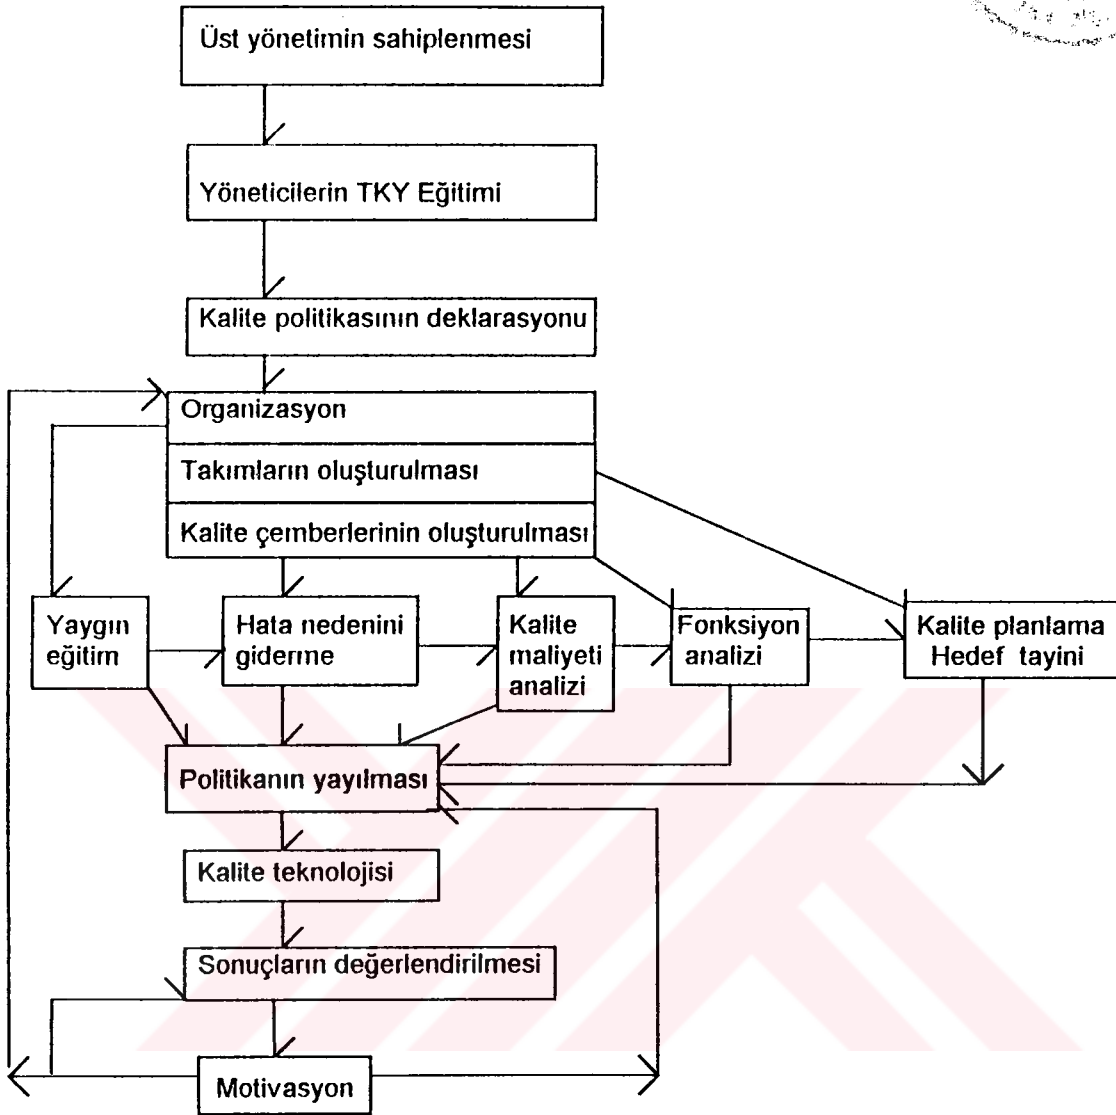 Üst yönetimin sahiplenmesi
Yöneticilerin TKY Eğitimi
Kalite politikasının deklarasyonu
Organizasyon
Takımların oluşturulması
Kalite çemberlerinin oluşturulması
Yaygın
eğitim
Hata nedenini
giderme
Kalite
maliyeti
analizi
Fonksiyon
analizi
Kalite planlama
Hedef tayini
Politikanın yayılması
Kalite teknolojisi
Sonuçların değerlendirilmesi
Motivasyon